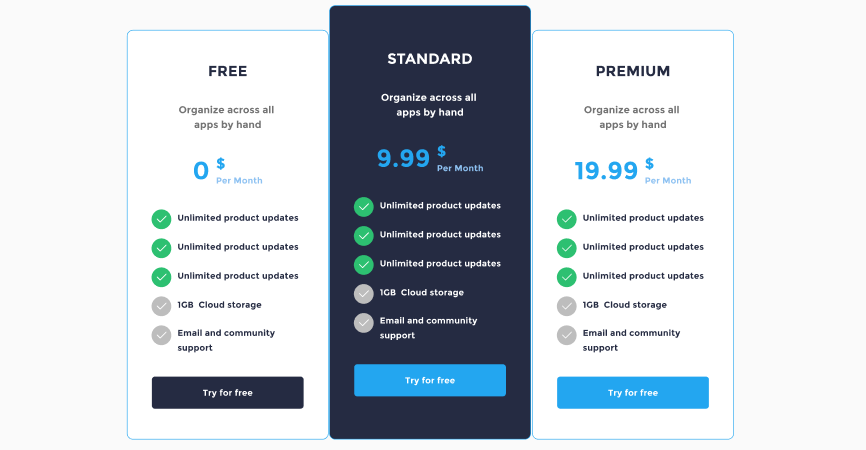 FREE
Organize across all
apps by hand
0 $
Per Month
Unlimited product updates
Unlimited product updates
Unlimited product updates
1GB  Cloud storage
Email and community
support
Try for free
STANDARD
Organize across all
apps by hand
9.99 $
Per Month
Unlimited product updates
Unlimited product updates
Unlimited product updates
1GB  Cloud storage
Email and community
support
Try for free
PREMIUM
Organize across all
apps by hand
19.99 $
Per Month
Unlimited product updates
Unlimited product updates
Unlimited product updates
1GB  Cloud storage
Email and community
support
Try for free